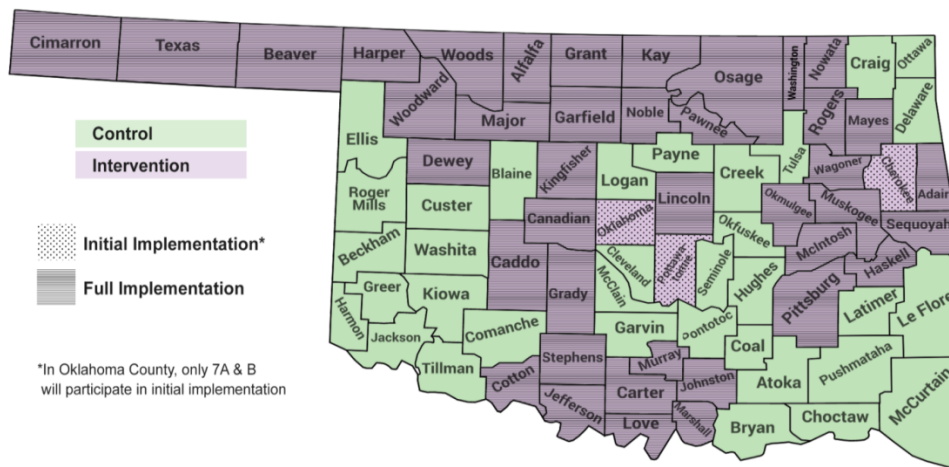 Cimarron
Texas
Beaver
Harper
Woods
Alfalfa
Grant
Kay
Osage
Washington
Nowata
Craig
Ottawa
Woodward
Major
Garfield
Noble
Pawnee
Rogers
Mayes
Delaware
Ellis
Control
Intervention
Dewey
Blaine
Kingfisher
Logan
Payne
Creek
Tulsa
Wagoner
Cherokee
Adair
Roger
Mills
Custer
Canadian
Oklahoma
Lincoln
Okmulgee
Muskogee
Sequoyah
Okfuskee
Initial Implementation*
Beckham
Washita
Caddo
Cleveland
Pottawa-
tomie
Seminole
McIntosh
Haskell
Full Implementation
Greer
Kiowa
Grady
McClain
Hughes
Pittsburg
Latimer
Le Flore
Harmon
Jackson
Comanche
Garvin
Pontotoc
Coal
Tillman
Stephens
Murray
Johnston
Atoka
Pushmataha
McCurtain
*In Oklahoma County, only 7A & B
will participate in initial implementation
Cotton
Jefferson
Carter
Love
Marshall
Bryan
Choctaw